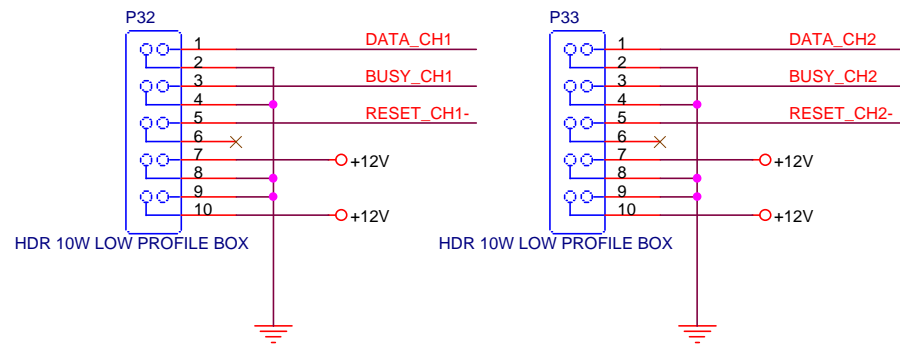 P32
1 DATA_CH1
2
3 BUSY_CH1
4
5 RESET_CH1-
6
7 +12V
8
9
10 +12V
HDR 10W LOW PROFILE BOX
P33
1 DATA_CH2
2
3 BUSY_CH2
4
5 RESET_CH2-
6
7 +12V
8
9
10 +12V
HDR 10W LOW PROFILE BOX